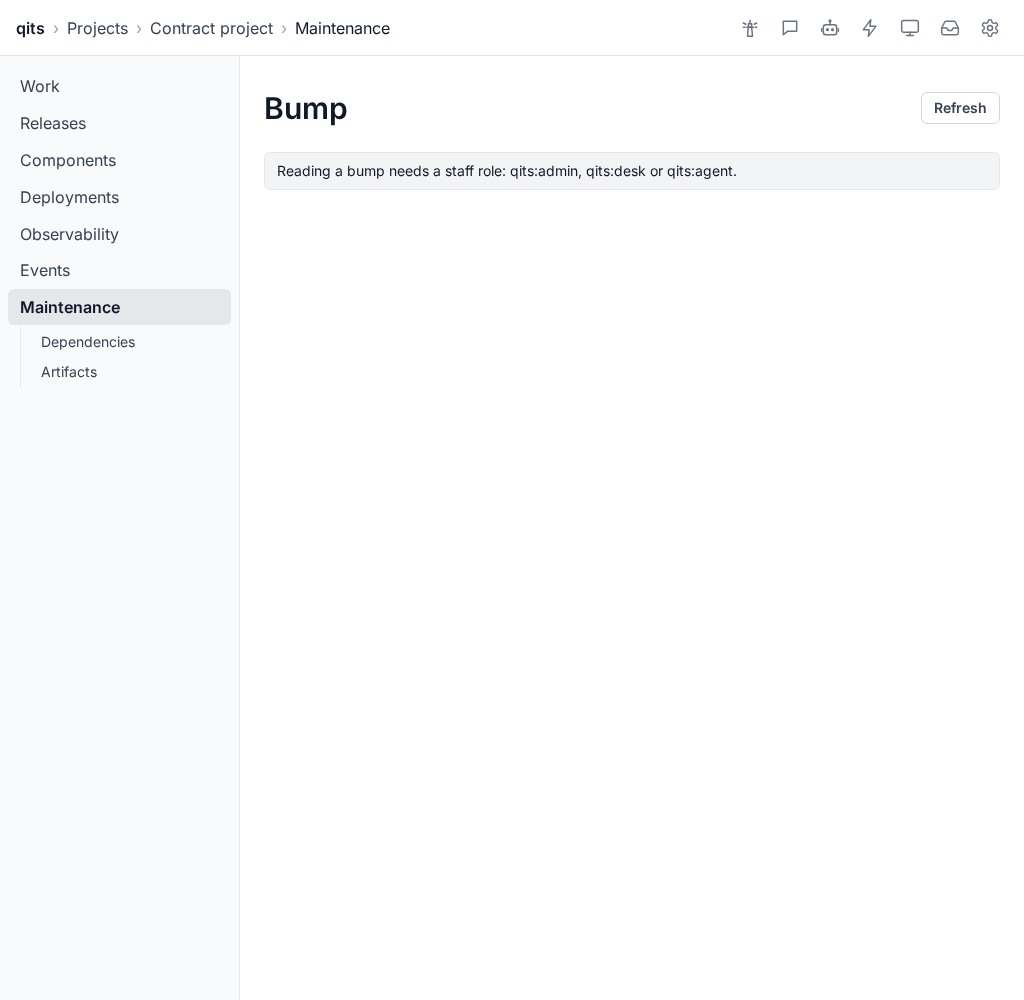 qits › Projects › Contract project › Maintenance
Work
Releases
Components
Deployments
Observability
Events
Maintenance
Dependencies
Artifacts
Bump
Refresh
Reading a bump needs a staff role: qits:admin, qits:desk or qits:agent.